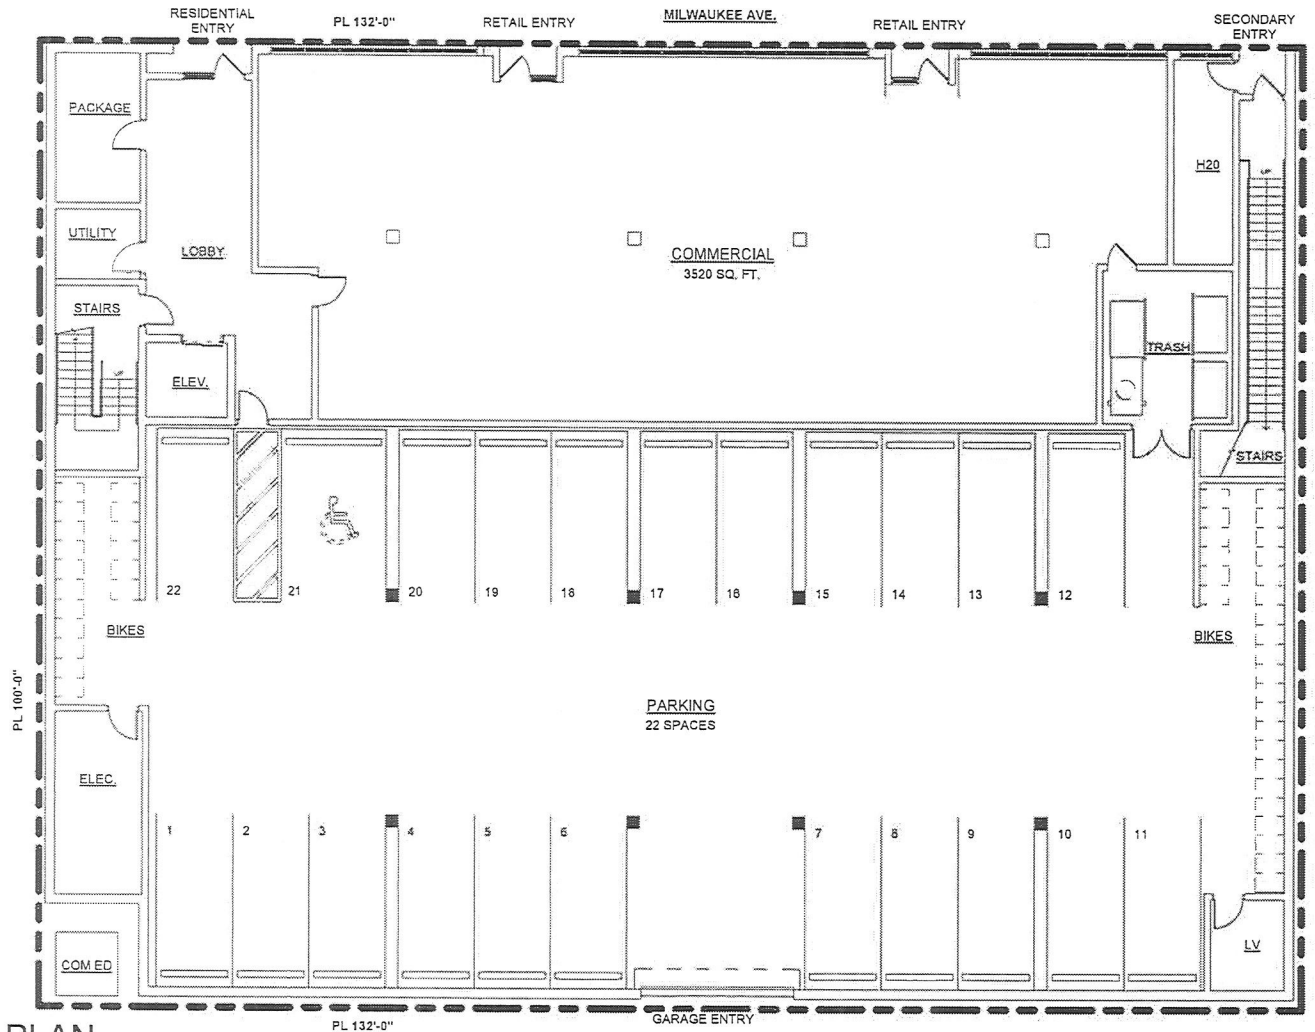 RESIDENTIAL
ENTRY
PL 132'-0"
RETAIL ENTRY
MILWAUKEE AVE.
RETAIL ENTRY
SECONDARY
ENTRY
PACKAGE
H20
UP
UTILITY
LOBBY
COMMERCIAL
3520 SQ. FT.
STAIRS
TRASH
UP
ELEV.
STAIRS
22
21
20
19
18
17
16
15
14
13
12
BIKES
BIKES
PL 100'-0"
PARKING
22 SPACES
ELEC.
1
2
3
4
5
6
7
8
9
10
11
COM ED
LV
GARAGE ENTRY
PL 132'-0"
PLAN